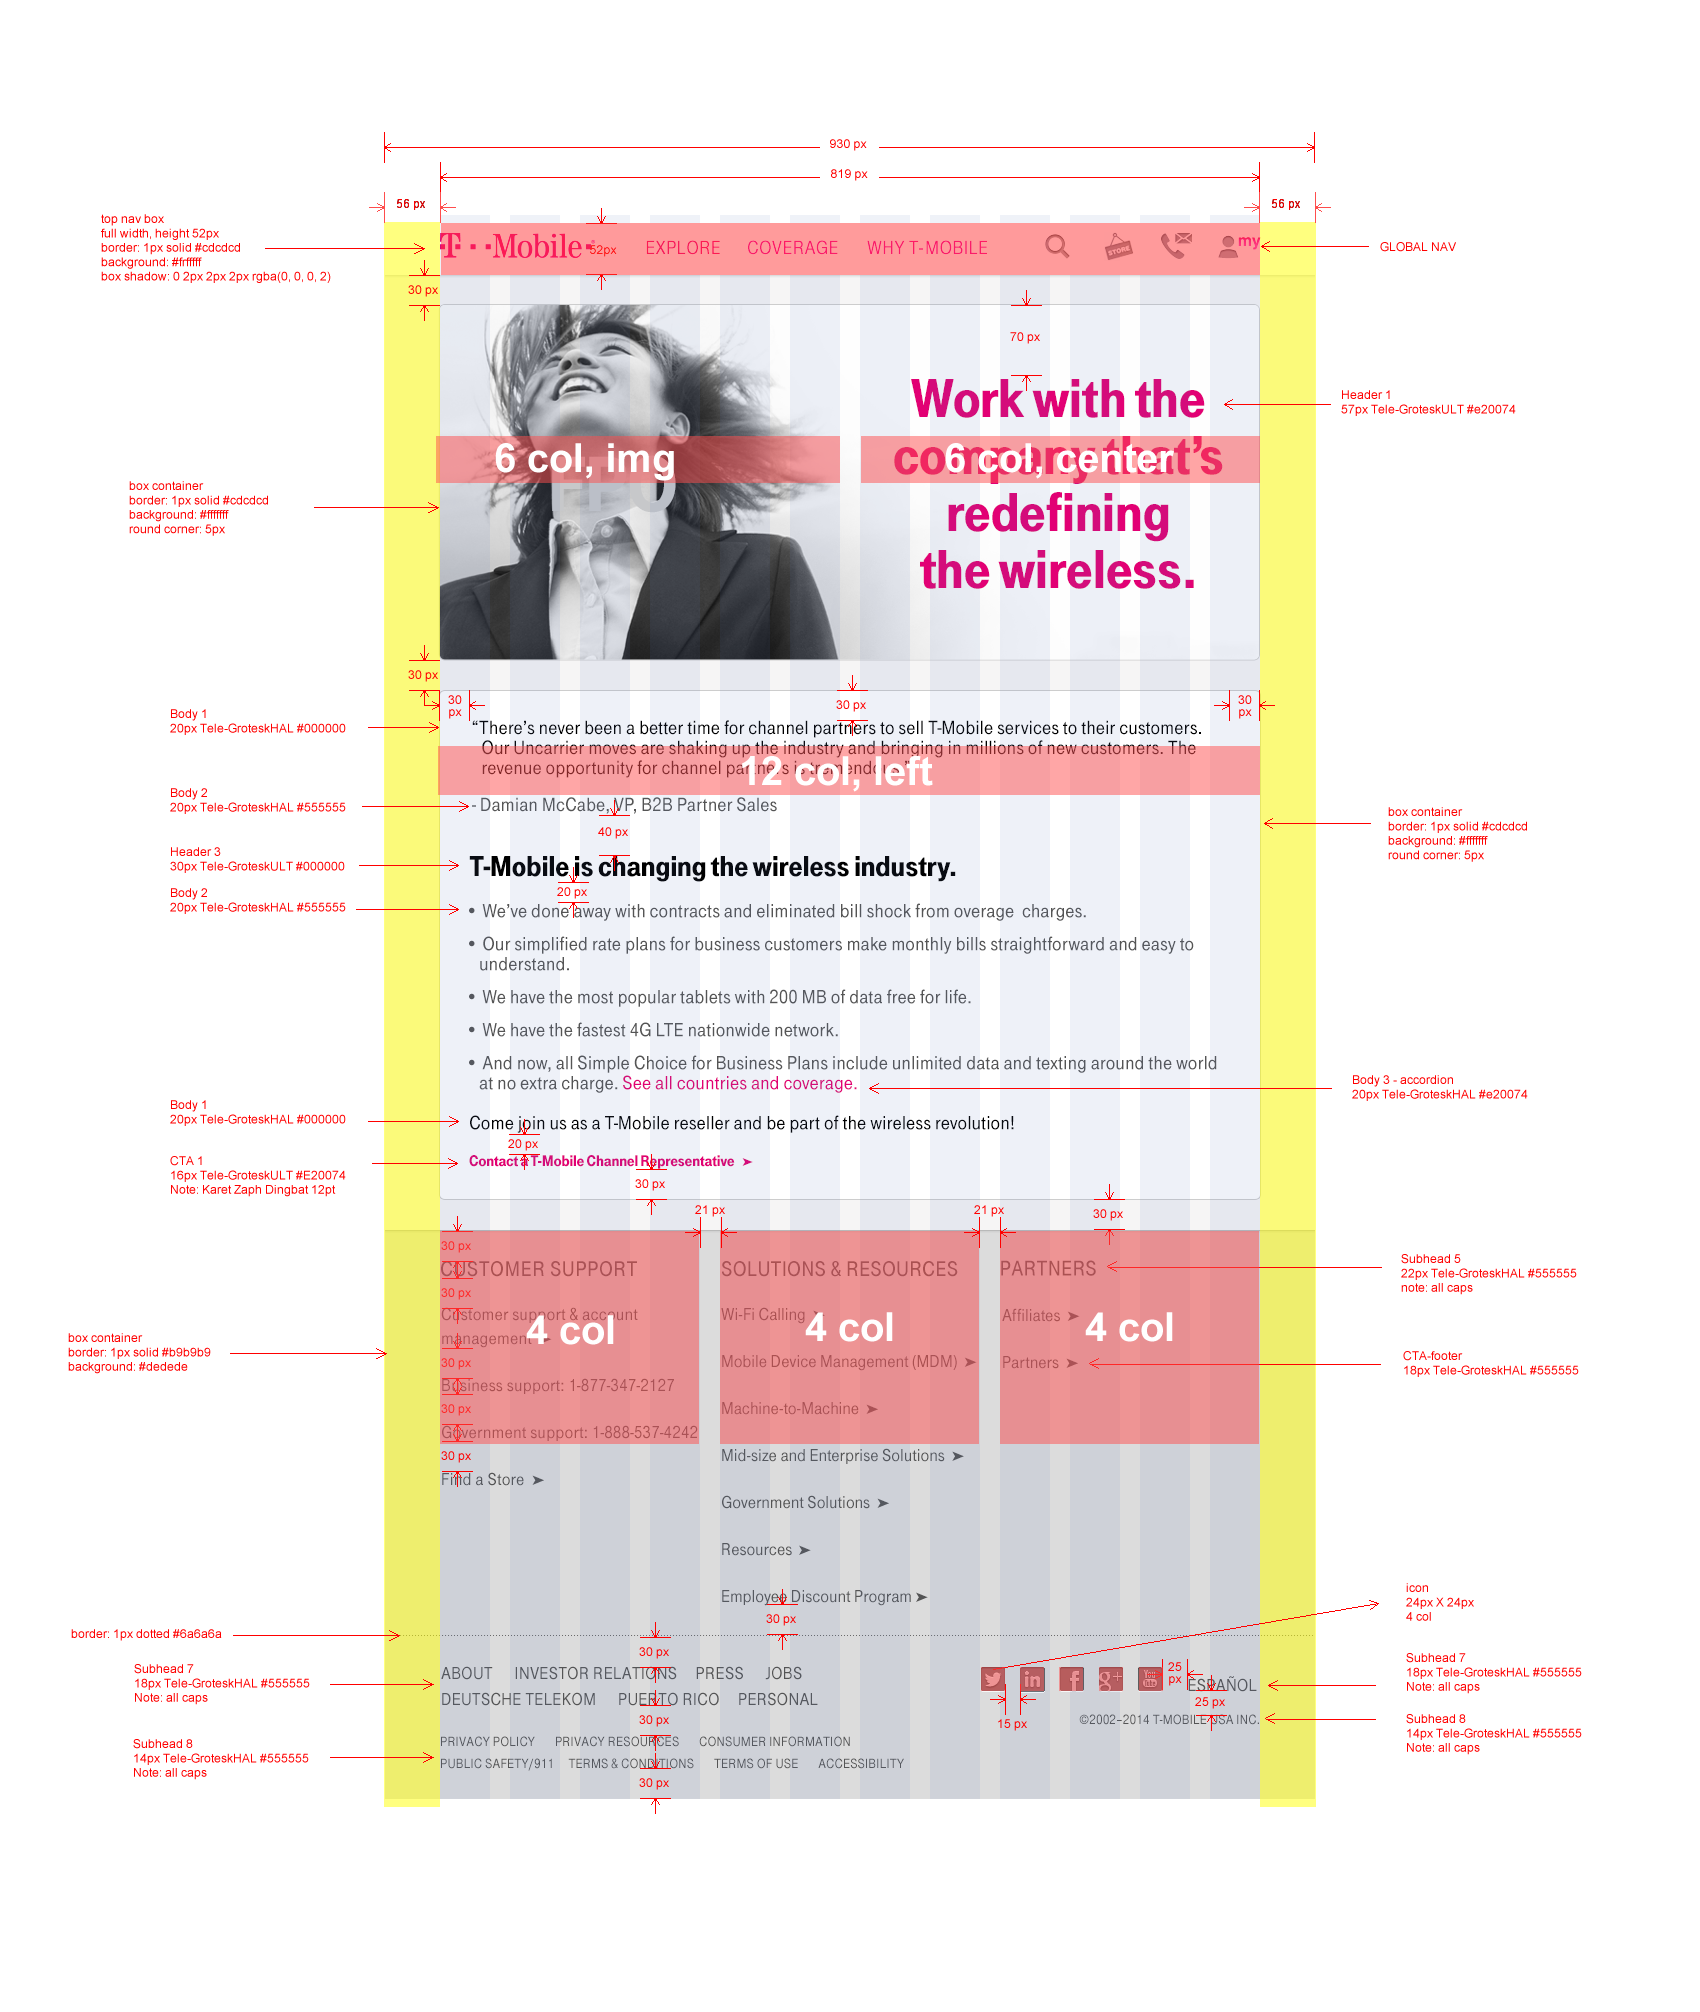 930 px
819 px
56 px
56 px
top nav box
full width, height 52px
border: 1px solid #cdcdcd
background: #frffffff
box shadow: 0 2px 2px 2px rgba(0, 0, 0, 2)
T··Mobile·
52px
EXPLORE COVERAGE WHY T-MOBILE
STORE
my
GLOBAL NAV
30 px
70 px
Work with the
company that's
redefining
the wireless.
Header 1
57px Tele-GroteskULT #e20074
6 col, img
6 col, center
FPO
box container
border: 1px solid #cdcdcd
background: #fffffff
round corner: 5px
30 px
30 px
30 px
30 px
Body 1
20px Tele-GroteskHAL #000000
“There's never been a better time for channel partners to sell T-Mobile services to their customers.
Our Uncarrier moves are shaking up the industry and bringing in millions of new customers. The
revenue opportunity for channel partners is tremendous.”
12 col, left
Body 2
20px Tele-GroteskHAL #555555
- Damian McCabe, VP, B2B Partner Sales
40 px
box container
border: 1px solid #cdcdcd
background: #fffffff
round corner: 5px
Header 3
30px Tele-GroteskULT #000000
T-Mobile is changing the wireless industry.
20 px
Body 2
20px Tele-GroteskHAL #555555
• We've done away with contracts and eliminated bill shock from overage charges.
• Our simplified rate plans for business customers make monthly bills straightforward and easy to
understand.
• We have the most popular tablets with 200 MB of data free for life.
• We have the fastest 4G LTE nationwide network.
• And now, all Simple Choice for Business Plans include unlimited data and texting around the world
at no extra charge. See all countries and coverage.
Body 3 - accordion
20px Tele-GroteskHAL #e20074
Body 1
20px Tele-GroteskHAL #000000
Come join us as a T-Mobile reseller and be part of the wireless revolution!
20 px
CTA 1
16px Tele-GroteskULT #E20074
Note: Karet Zaph Dingbat 12pt
Contact a T-Mobile Channel Representative ➤
30 px
21 px
21 px
30 px
30 px
CUSTOMER SUPPORT
30 px
Customer support & account
management ➤
30 px
Business support: 1-877-347-2127
30 px
Government support: 1-888-537-4242
30 px
Find a Store ➤
4 col
SOLUTIONS & RESOURCES
Wi-Fi Calling ➤
4 col
Mobile Device Management (MDM) ➤
Machine-to-Machine ➤
Mid-size and Enterprise Solutions ➤
Government Solutions ➤
Resources ➤
Employee Discount Program ➤
30 px
PARTNERS
Affiliates ➤
4 col
Partners ➤
Subhead 5
22px Tele-GroteskHAL #555555
note: all caps
CTA-footer
18px Tele-GroteskHAL #555555
box container
border: 1px solid #b9b9b9
background: #dedede
icon
24px X 24px
4 col
border: 1px dotted #6a6a6a
30 px
Subhead 7
18px Tele-GroteskHAL #555555
Note: all caps
ABOUT INVESTOR RELATIONS PRESS JOBS
DEUTSCHE TELEKOM PUERTO RICO PERSONAL
30 px
in f g+ You Tube
25 px
ESPAÑOL
25 px
15 px
©2002–2014 T-MOBILE USA INC.
Subhead 7
18px Tele-GroteskHAL #555555
Note: all caps
Subhead 8
14px Tele-GroteskHAL #555555
Note: all caps
Subhead 8
14px Tele-GroteskHAL #555555
Note: all caps
PRIVACY POLICY PRIVACY RESOURCES CONSUMER INFORMATION
PUBLIC SAFETY/911 TERMS & CONDITIONS TERMS OF USE ACCESSIBILITY
30 px